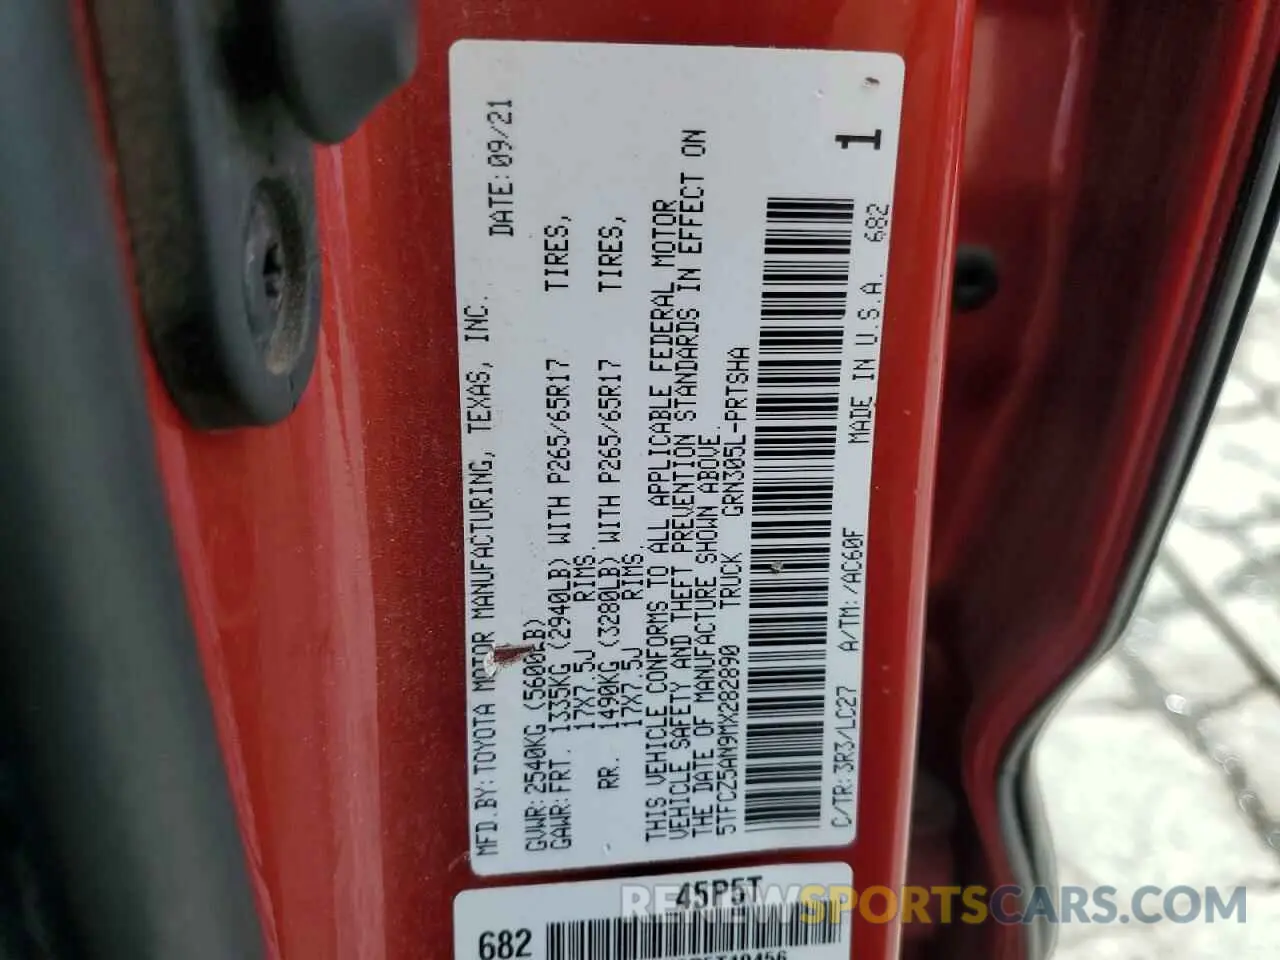 MFD.BY:TOYOTA MOTOR MANUFACTURING, TEXAS, INC. DATE:09/21
GVWR:2540KG (5600LB)
GAWR:FRT. 1335KG (2940LB) WITH P265/65R17 TIRES,
17X7.5J RIMS.
RR. 1490KG (3280LB) WITH P265/65R17 TIRES,
17X7.5J RIMS.
THIS VEHICLE CONFORMS TO ALL APPLICABLE FEDERAL MOTOR
VEHICLE SAFETY AND THEFT PREVENTION STANDARDS IN EFFECT ON
THE DATE OF MANUFACTURE SHOWN ABOVE.
5TFCZ5AN9MX282890 TRUCK GRN305L-PRTSHA
1
C/TR:3R3/LC27 A/TM:/AC60F MADE IN U.S.A. 682
45P5T
682
REVIEWSPORTSCARS.COM